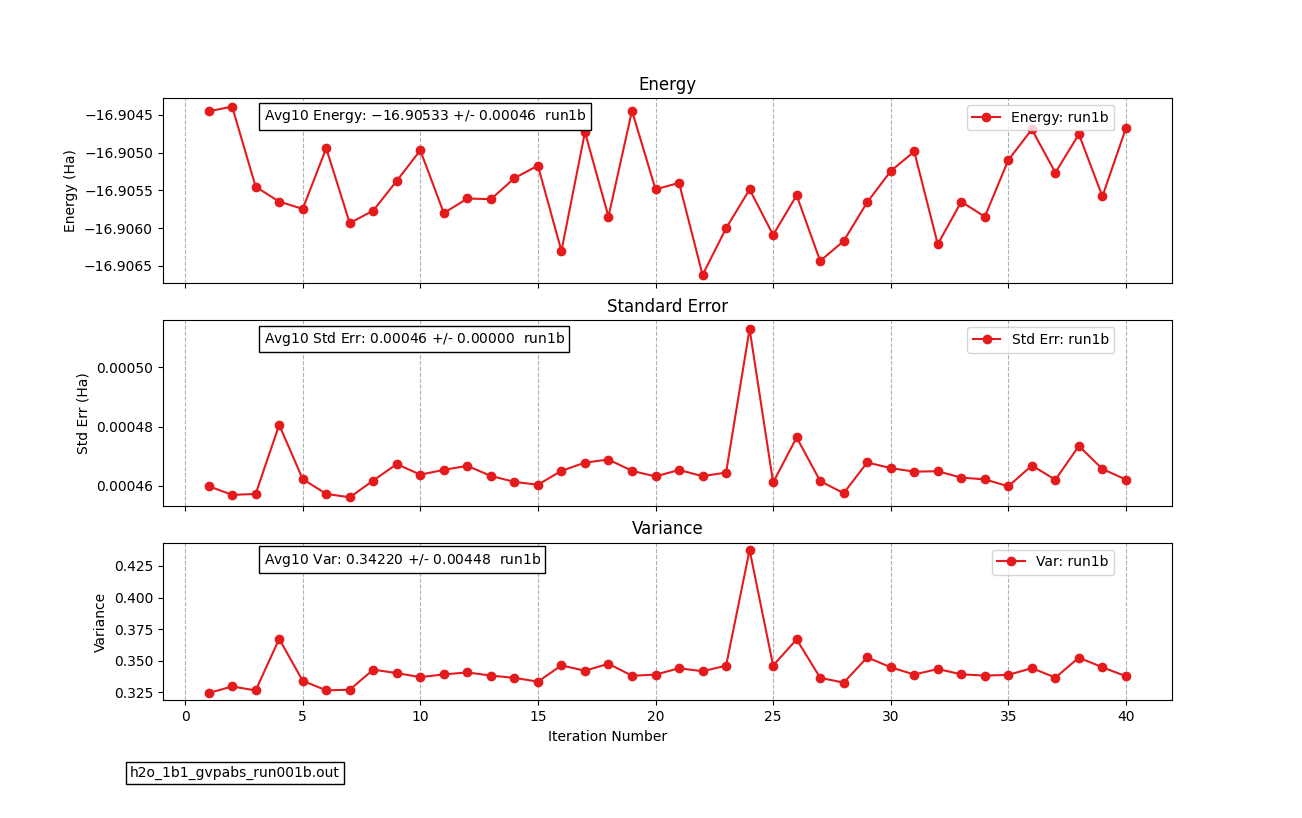 Energy
Avg10 Energy: −16.90533 +/- 0.00046 run1b
Energy: run1b
−16.9045
−16.9050
−16.9055
−16.9060
−16.9065
Energy (Ha)
Standard Error
Avg10 Std Err: 0.00046 +/- 0.00000 run1b
Std Err: run1b
0.00050
0.00048
0.00046
Std Err (Ha)
Variance
Avg10 Var: 0.34220 +/- 0.00448 run1b
Var: run1b
0.425
0.400
0.375
0.350
0.325
Variance
0 5 10 15 20 25 30 35 40
Iteration Number
h2o_1b1_gvpabs_run001b.out